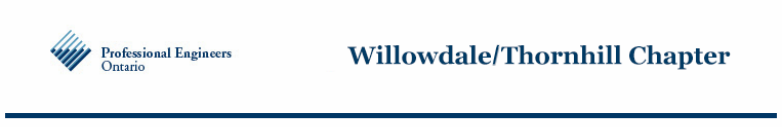 Professional Engineers
Ontario
Willowdale/Thornhill Chapter